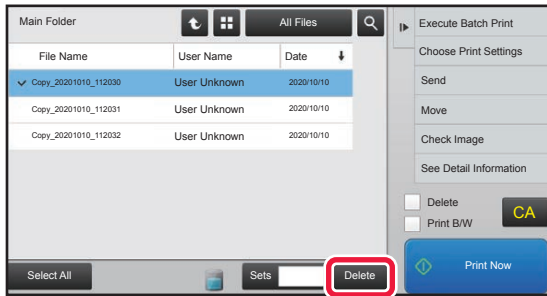 Main Folder
All Files
File Name
User Name
Date
Copy_20201010_112030
User Unknown
2020/10/10
Copy_20201010_112031
User Unknown
2020/10/10
Copy_20201010_112032
User Unknown
2020/10/10
Select All
Sets
Delete
Execute Batch Print
Choose Print Settings
Send
Move
Check Image
See Detail Information
Delete
Print B/W
CA
Print Now